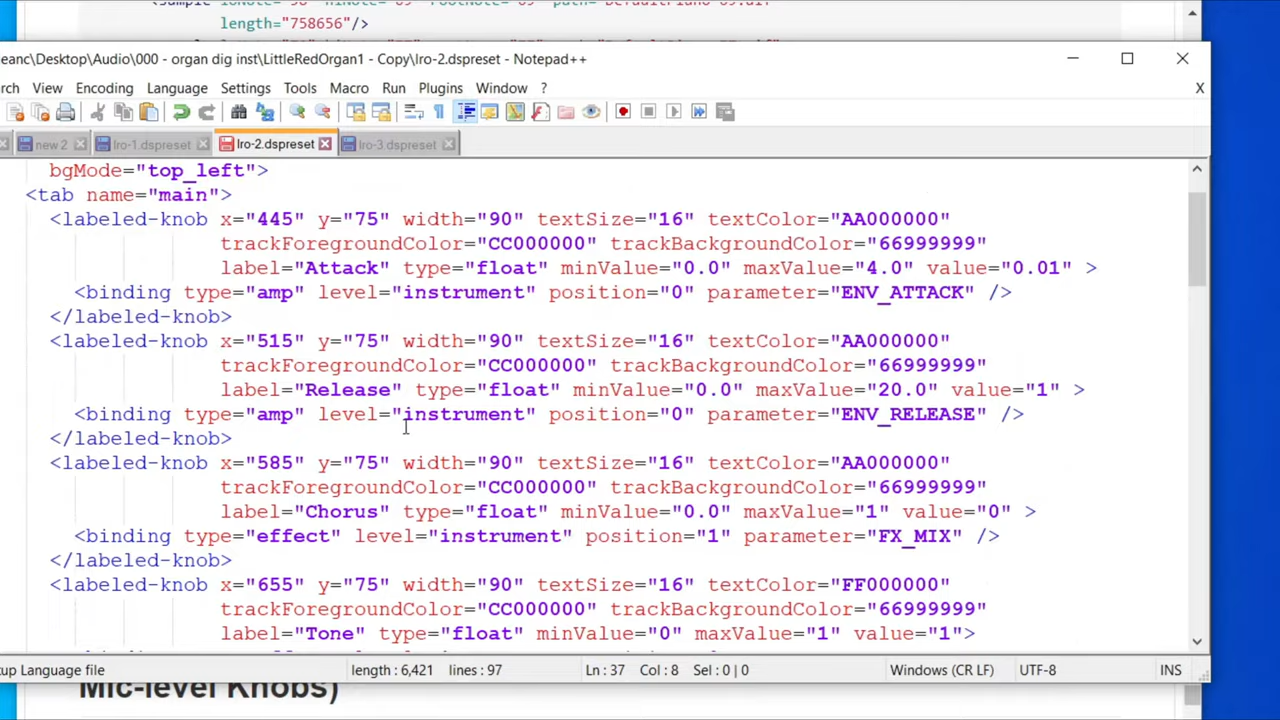 length="758656"/>
eanc\Desktop\Audio\000 - organ dig inst\LittleRedOrgan1 - Copy\lro-2.dspreset - Notepad++
rch View Encoding Language Settings Tools Macro Run Plugins Window ? X
new 2 lro-1.dspreset lro-2.dspreset lro-3.dspreset
bgMode="top_left">
<tab name="main">
<labeled-knob x="445" y="75" width="90" textSize="16" textColor="AA000000"
trackForegroundColor="CC000000" trackBackgroundColor="66999999"
label="Attack" type="float" minValue="0.0" maxValue="4.0" value="0.01" >
<binding type="amp" level="instrument" position="0" parameter="ENV_ATTACK" />
</labeled-knob>
<labeled-knob x="515" y="75" width="90" textSize="16" textColor="AA000000"
trackForegroundColor="CC000000" trackBackgroundColor="66999999"
label="Release" type="float" minValue="0.0" maxValue="20.0" value="1" >
<binding type="amp" level="instrument" position="0" parameter="ENV_RELEASE" />
</labeled-knob>
<labeled-knob x="585" y="75" width="90" textSize="16" textColor="AA000000"
trackForegroundColor="CC000000" trackBackgroundColor="66999999"
label="Chorus" type="float" minValue="0.0" maxValue="1" value="0" >
<binding type="effect" level="instrument" position="1" parameter="FX_MIX" />
</labeled-knob>
<labeled-knob x="655" y="75" width="90" textSize="16" textColor="FF000000"
trackForegroundColor="CC000000" trackBackgroundColor="66999999"
label="Tone" type="float" minValue="0" maxValue="1" value="1">
tup Language file length : 6,421 lines : 97 Ln : 37 Col : 8 Sel : 0 | 0 Windows (CR LF) UTF-8 INS
Mic-level Knobs)